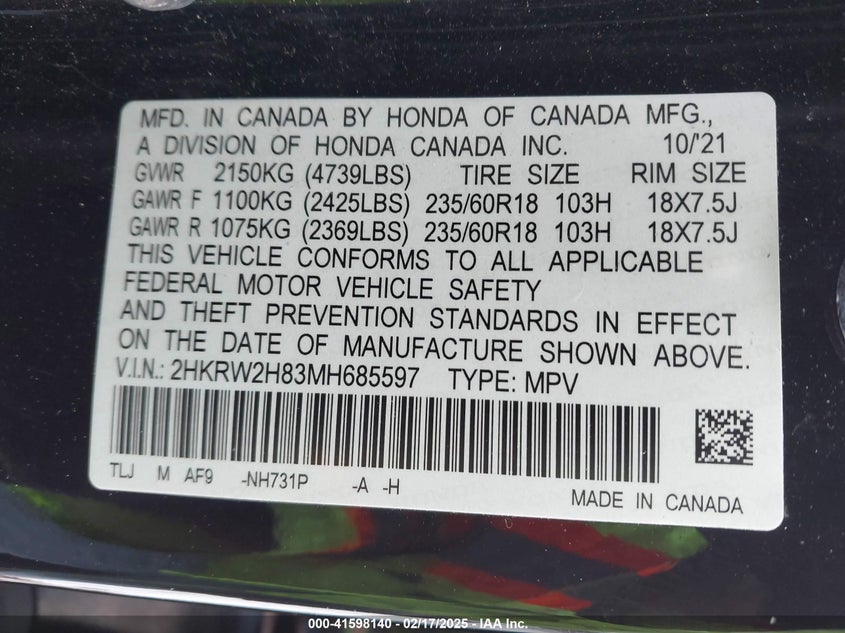 MFD. IN CANADA BY HONDA OF CANADA MFG.,
A DIVISION OF HONDA CANADA INC. 10/'21
GVWR 2150KG (4739LBS) TIRE SIZE RIM SIZE
GAWR F 1100KG (2425LBS) 235/60R18 103H 18X7.5J
GAWR R 1075KG (2369LBS) 235/60R18 103H 18X7.5J
THIS VEHICLE CONFORMS TO ALL APPLICABLE
FEDERAL MOTOR VEHICLE SAFETY
AND THEFT PREVENTION STANDARDS IN EFFECT
ON THE DATE OF MANUFACTURE SHOWN ABOVE.
V.I.N.: 2HKRW2H83MH685597 TYPE: MPV
TLJ M AF9 -NH731P -A -H
MADE IN CANADA
000-41598140 - 02/17/2025 - IAA Inc.